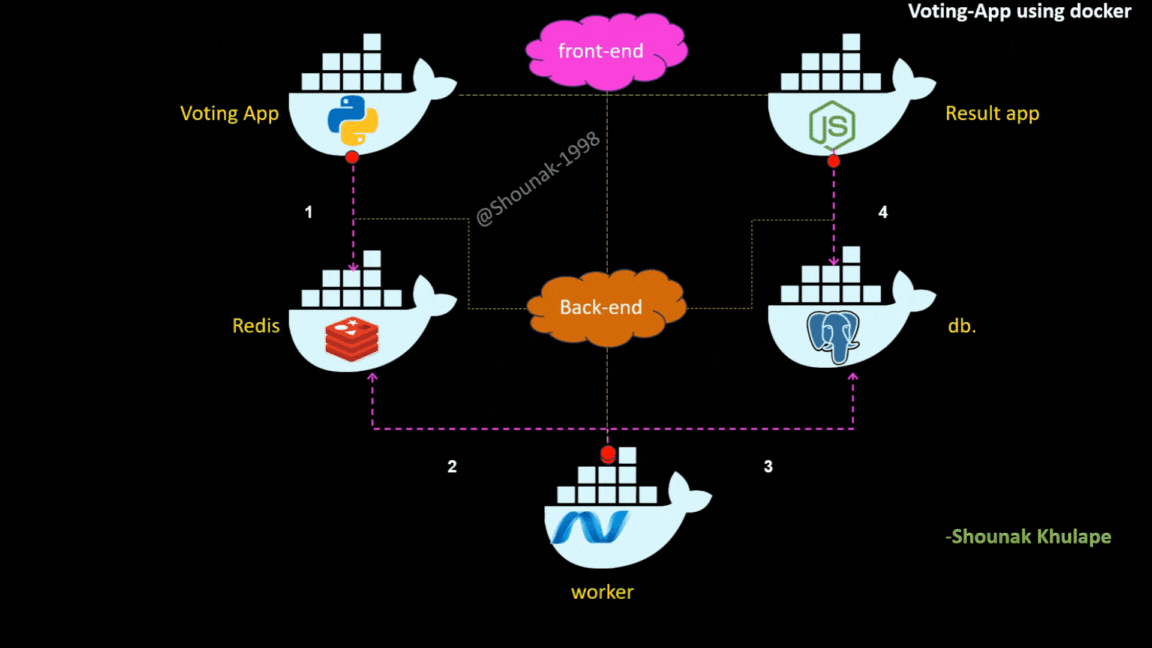 Voting-App using docker
front-end
Voting App
JS
Result app
@Shounak-1998
1
4
Back-end
Redis
db.
2
3
-Shounak Khulape
worker